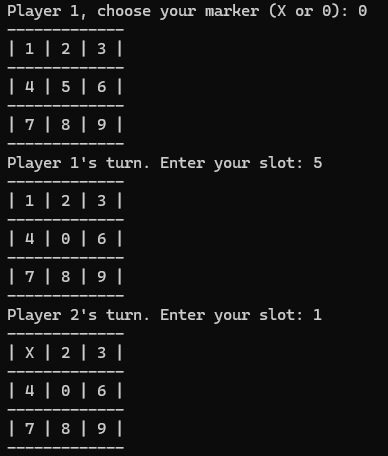 Player 1, choose your marker (X or 0): 0
-------------
| 1 | 2 | 3 |
-------------
| 4 | 5 | 6 |
-------------
| 7 | 8 | 9 |
-------------
Player 1's turn. Enter your slot: 5
-------------
| 1 | 2 | 3 |
-------------
| 4 | 0 | 6 |
-------------
| 7 | 8 | 9 |
-------------
Player 2's turn. Enter your slot: 1
-------------
| X | 2 | 3 |
-------------
| 4 | 0 | 6 |
-------------
| 7 | 8 | 9 |
-------------